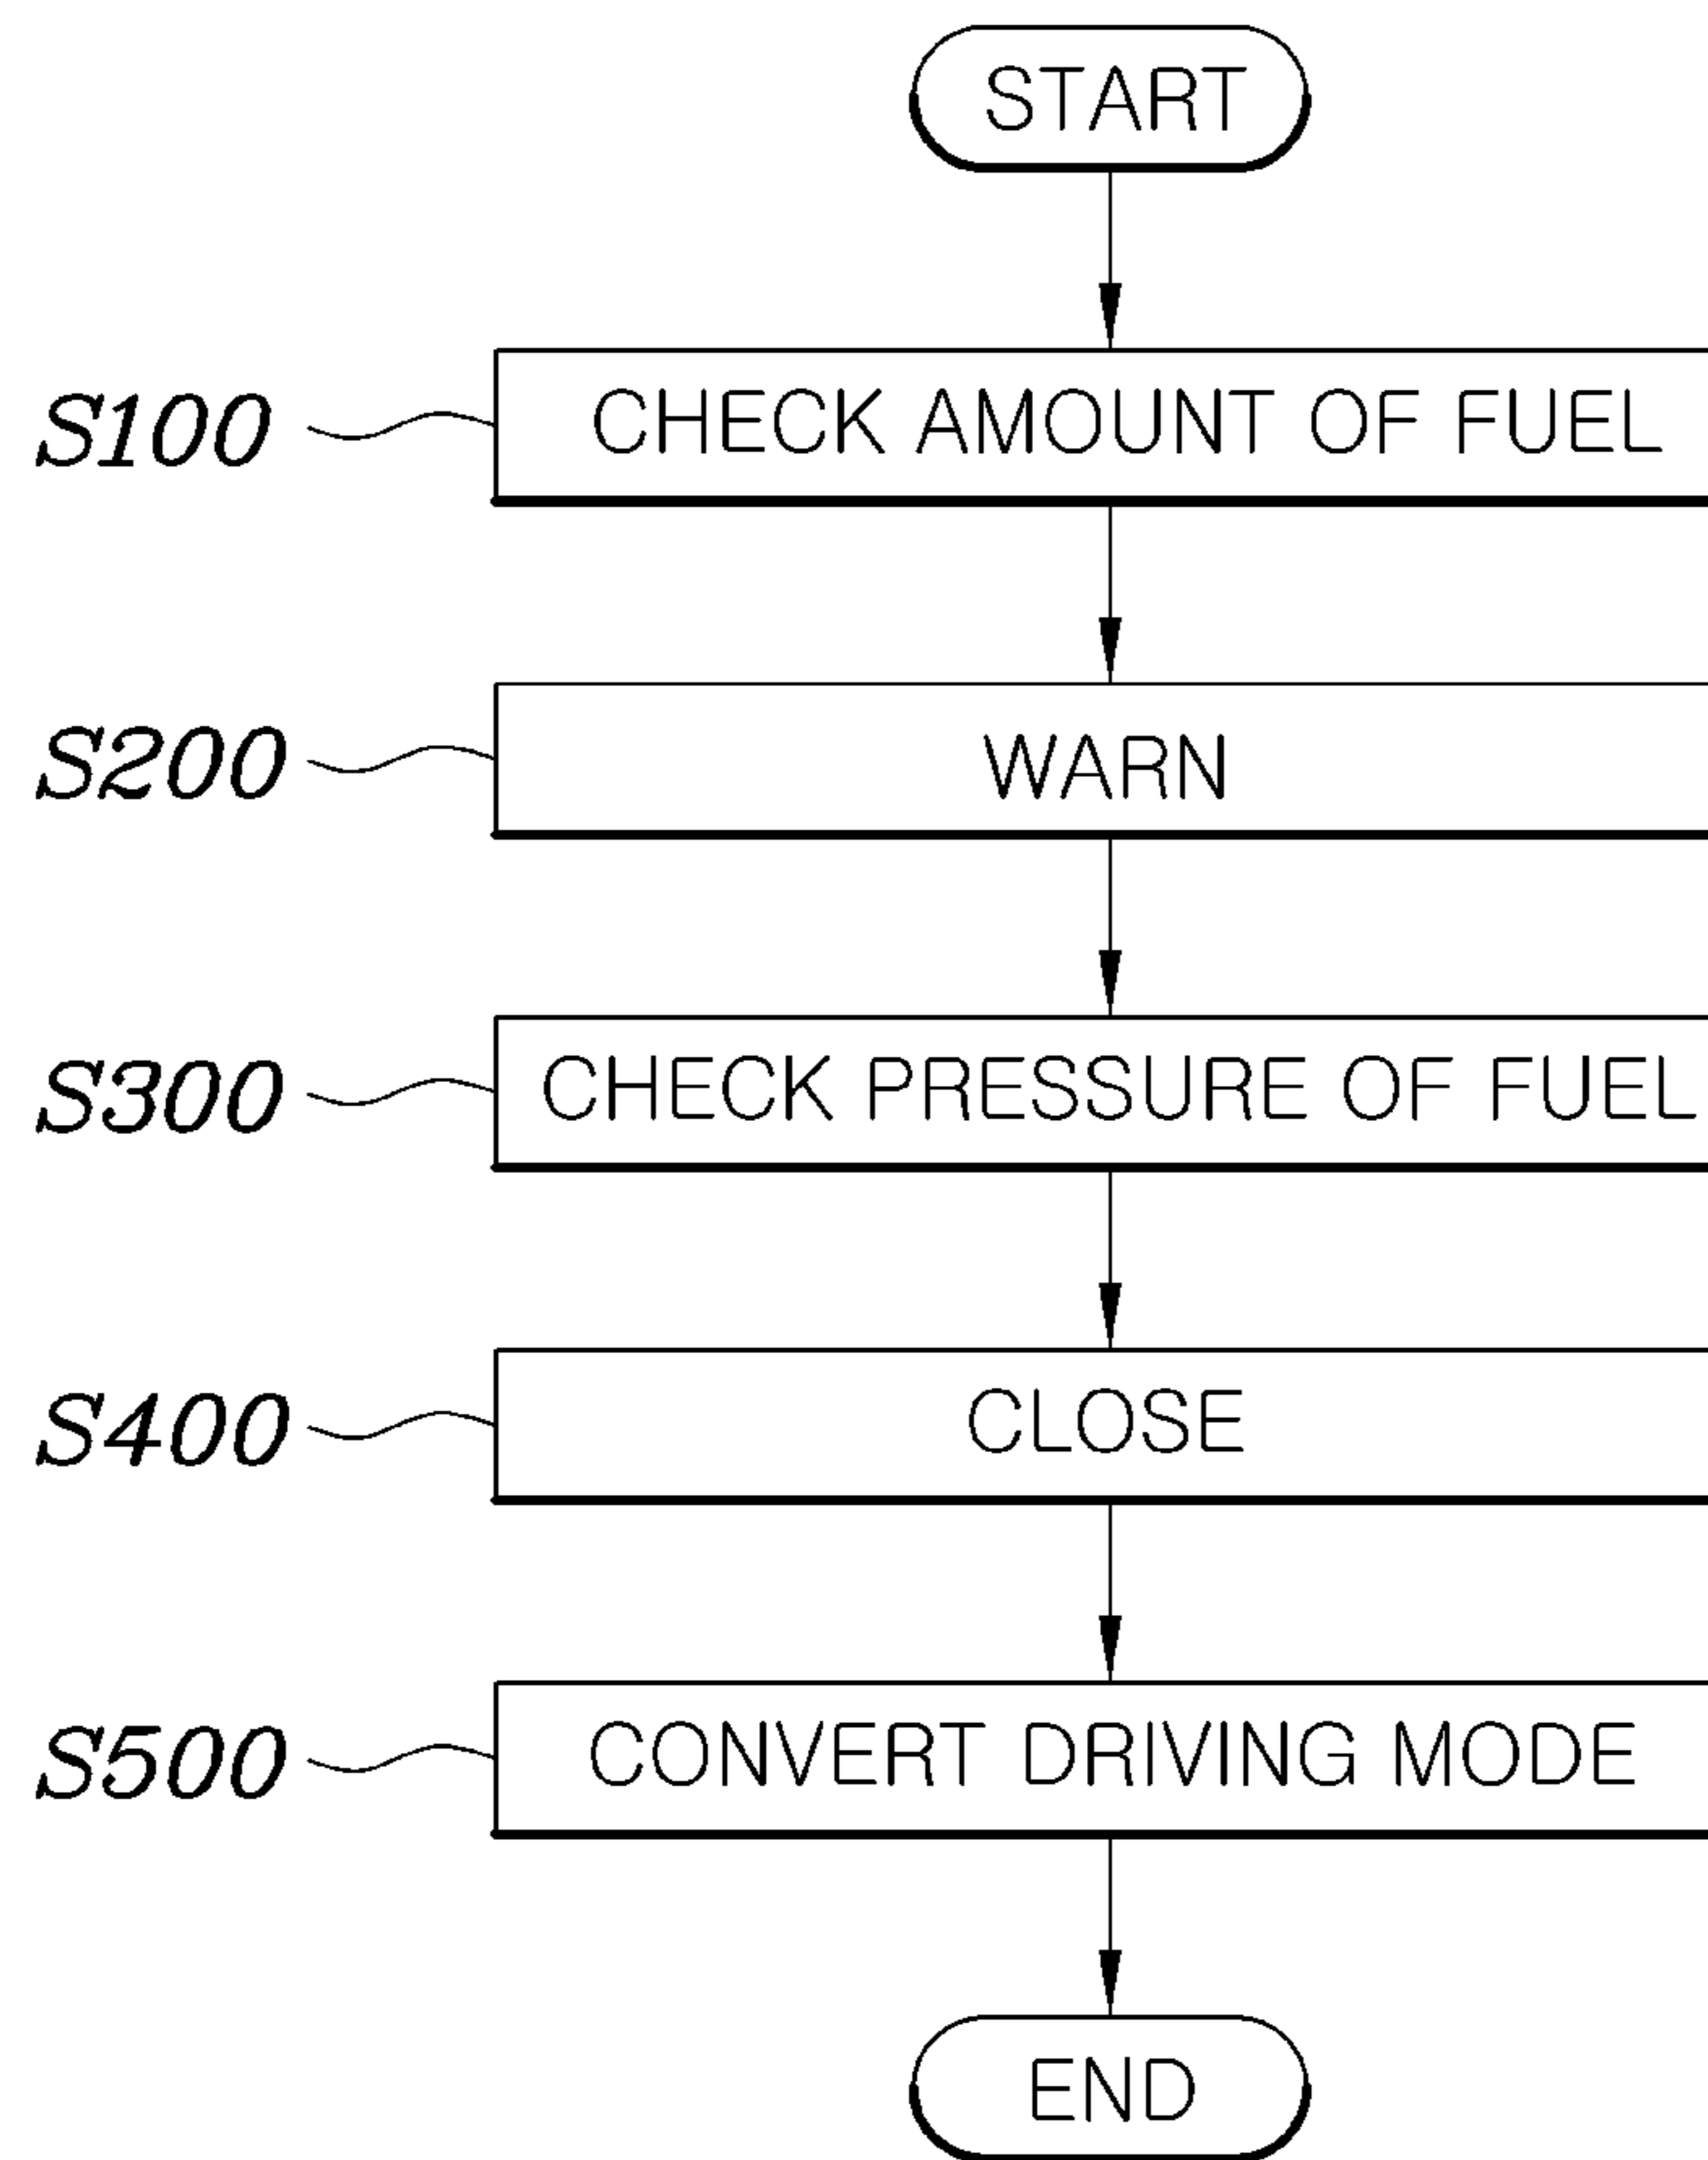 START
S100 CHECK AMOUNT OF FUEL
S200 WARN
S300 CHECK PRESSURE OF FUEL
S400 CLOSE
S500 CONVERT DRIVING MODE
END